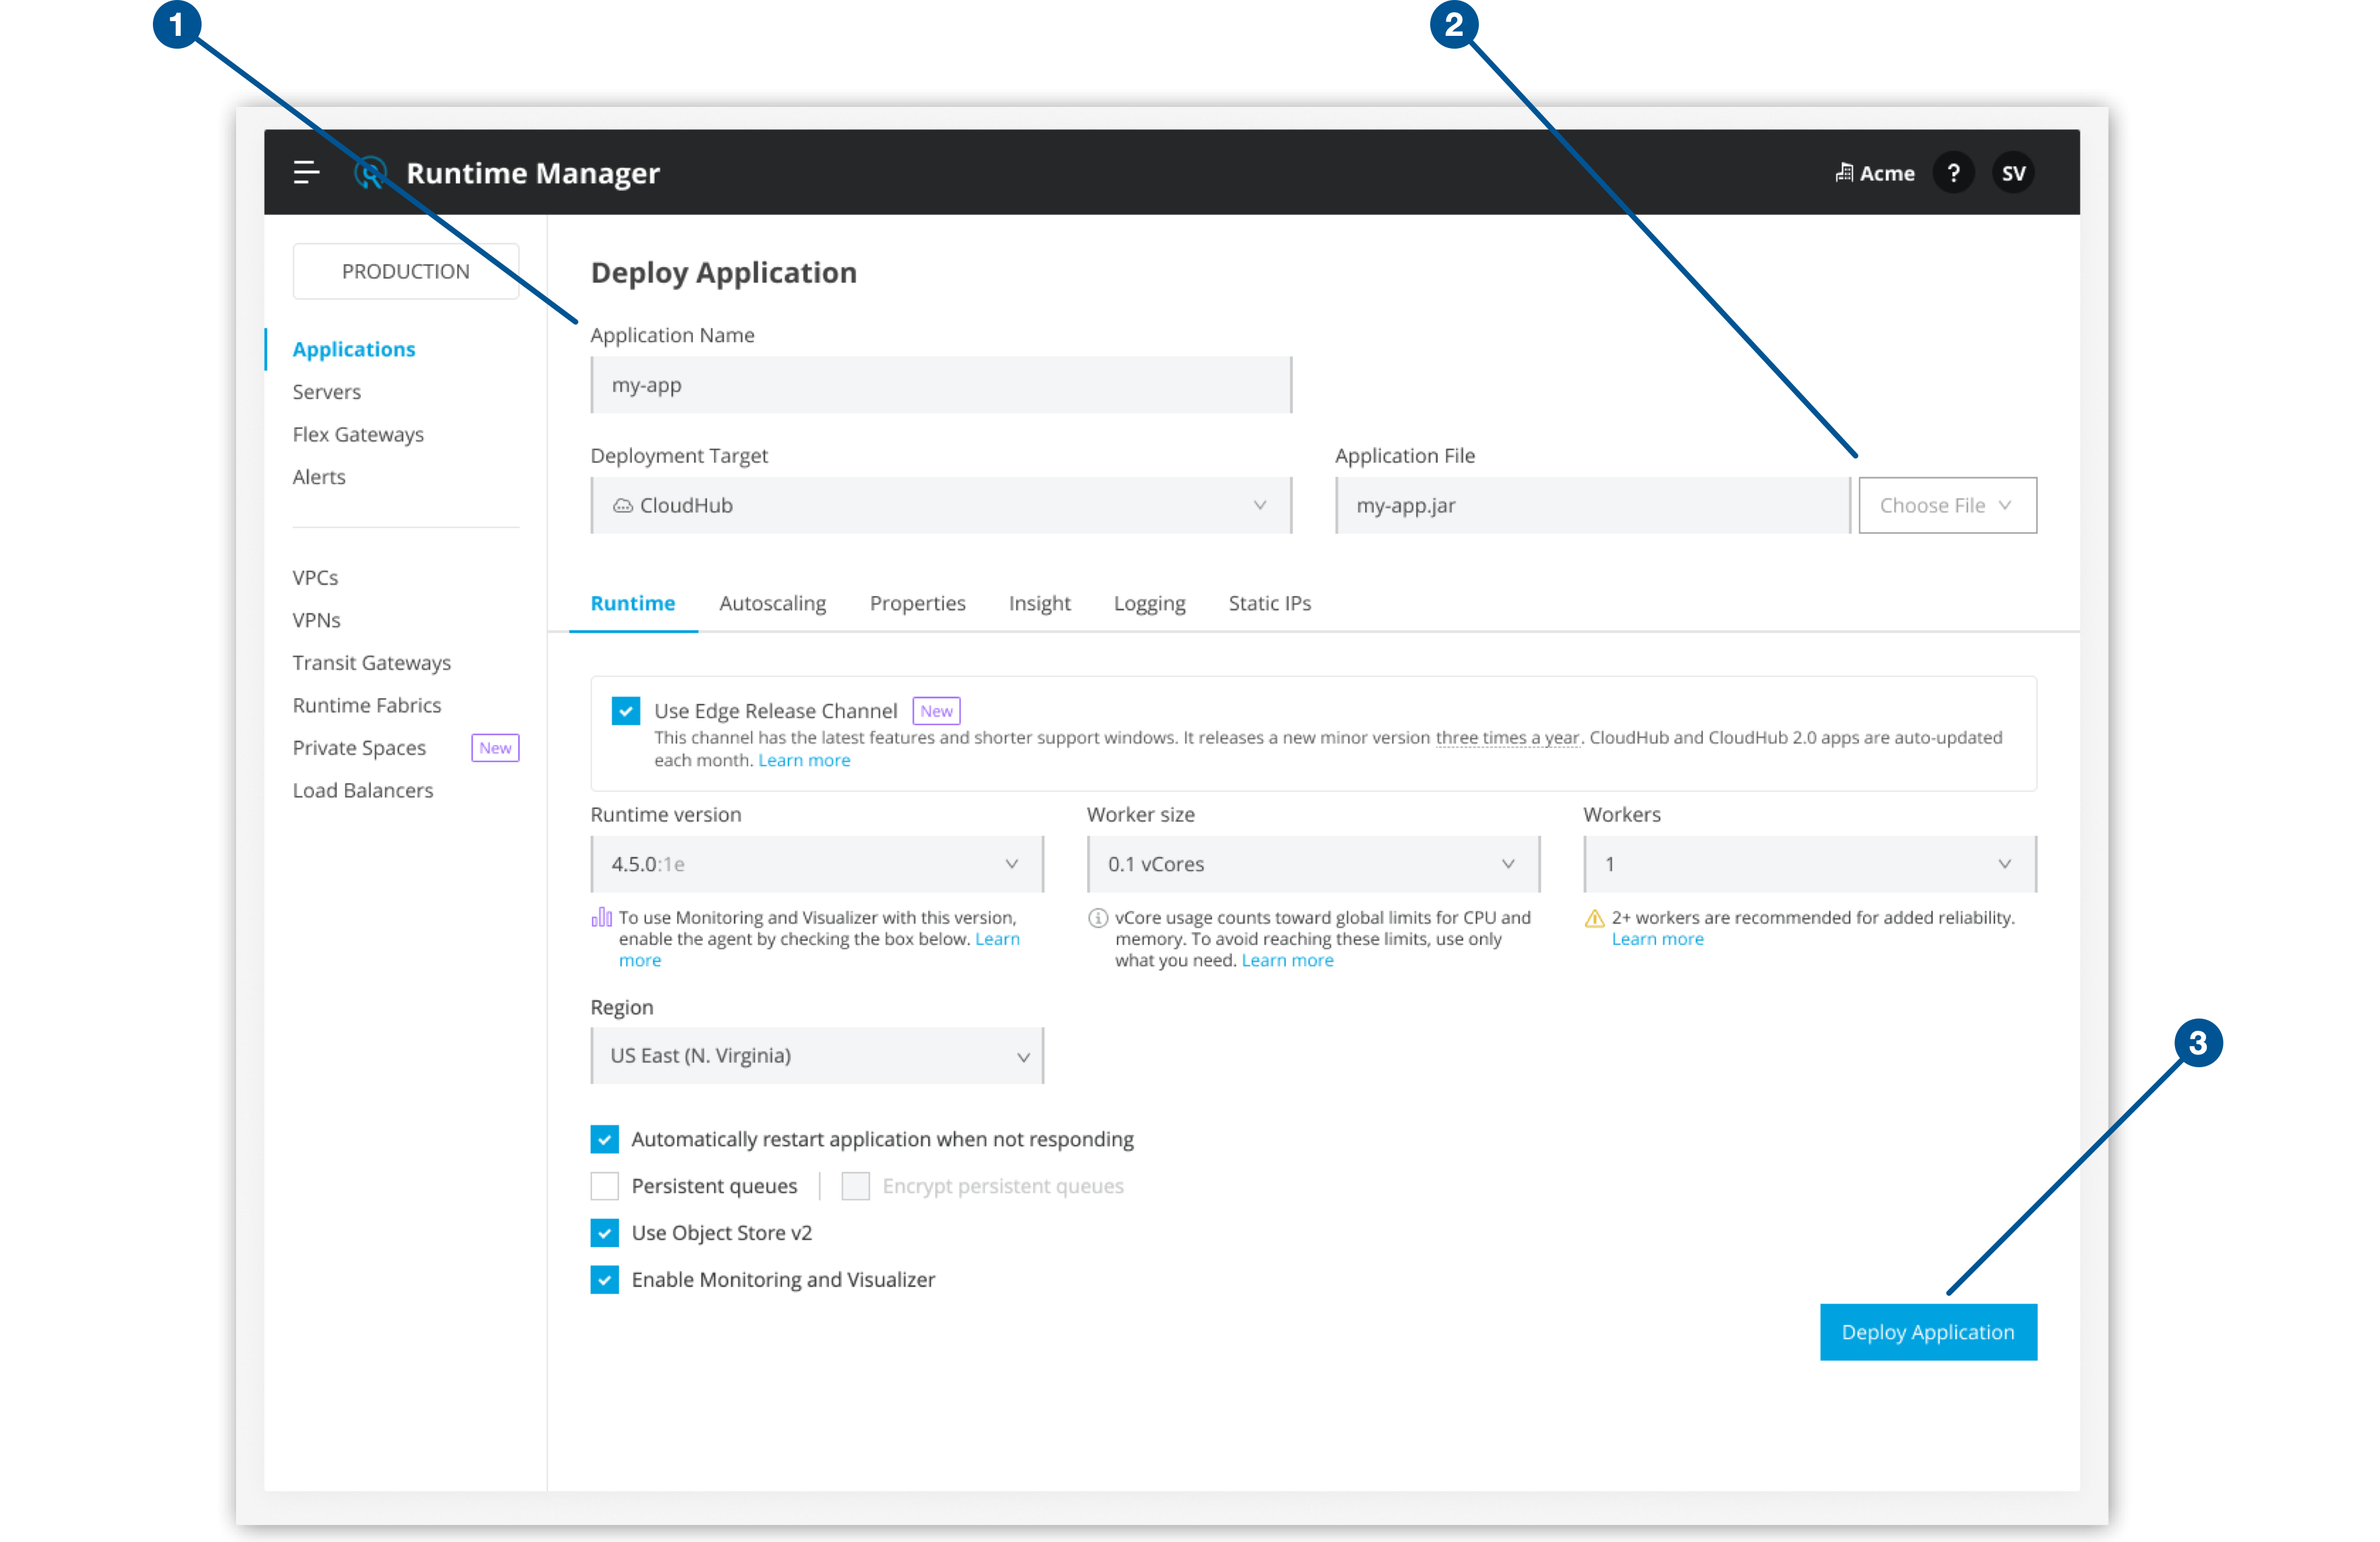 1
2
Runtime Manager
Acme
?
SV
PRODUCTION
Applications
Servers
Flex Gateways
Alerts
VPCs
VPNs
Transit Gateways
Runtime Fabrics
Private Spaces New
Load Balancers
Deploy Application
Application Name
my-app
Deployment Target
CloudHub
Application File
my-app.jar
Choose File
Runtime Autoscaling Properties Insight Logging Static IPs
Use Edge Release Channel New
This channel has the latest features and shorter support windows. It releases a new minor version three times a year. CloudHub and CloudHub 2.0 apps are auto-updated
each month. Learn more
Runtime version
4.5.0:1e
To use Monitoring and Visualizer with this version,
enable the agent by checking the box below. Learn
more
Worker size
0.1 vCores
vCore usage counts toward global limits for CPU and
memory. To avoid reaching these limits, use only
what you need. Learn more
Workers
1
2+ workers are recommended for added reliability.
Learn more
Region
US East (N. Virginia)
3
Automatically restart application when not responding
Persistent queues Encrypt persistent queues
Use Object Store v2
Enable Monitoring and Visualizer
Deploy Application